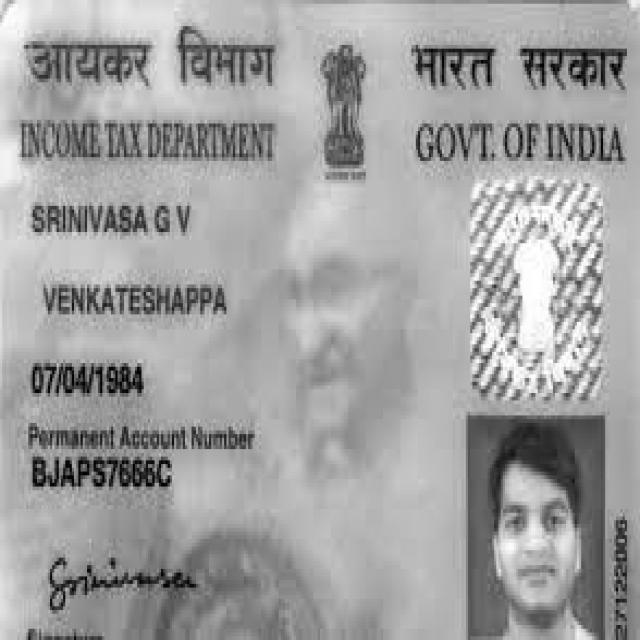 आयकर विभाग
भारत सरकार
INCOME TAX DEPARTMENT
GOVT. OF INDIA
SRINIVASA G V
VENKATESHAPPA
07/04/1984
Permanent Account Number
BJAPS7666C
Srinivasa
Signature
27122006